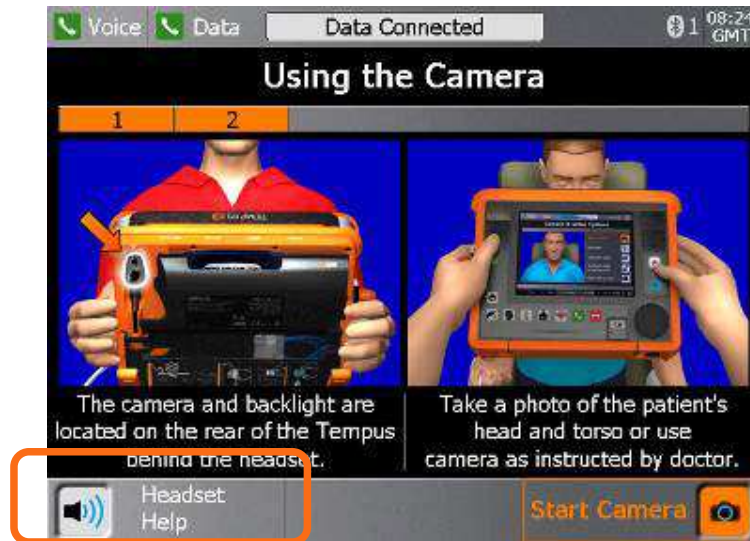 Voice Data Data Connected 1 08:24
GMT
Using the Camera
1 2
The camera and backlight are
located on the rear of the Tempus
behind the headset.
Take a photo of the patient's
head and torso or use
camera as instructed by doctor.
Headset
Help
Start Camera